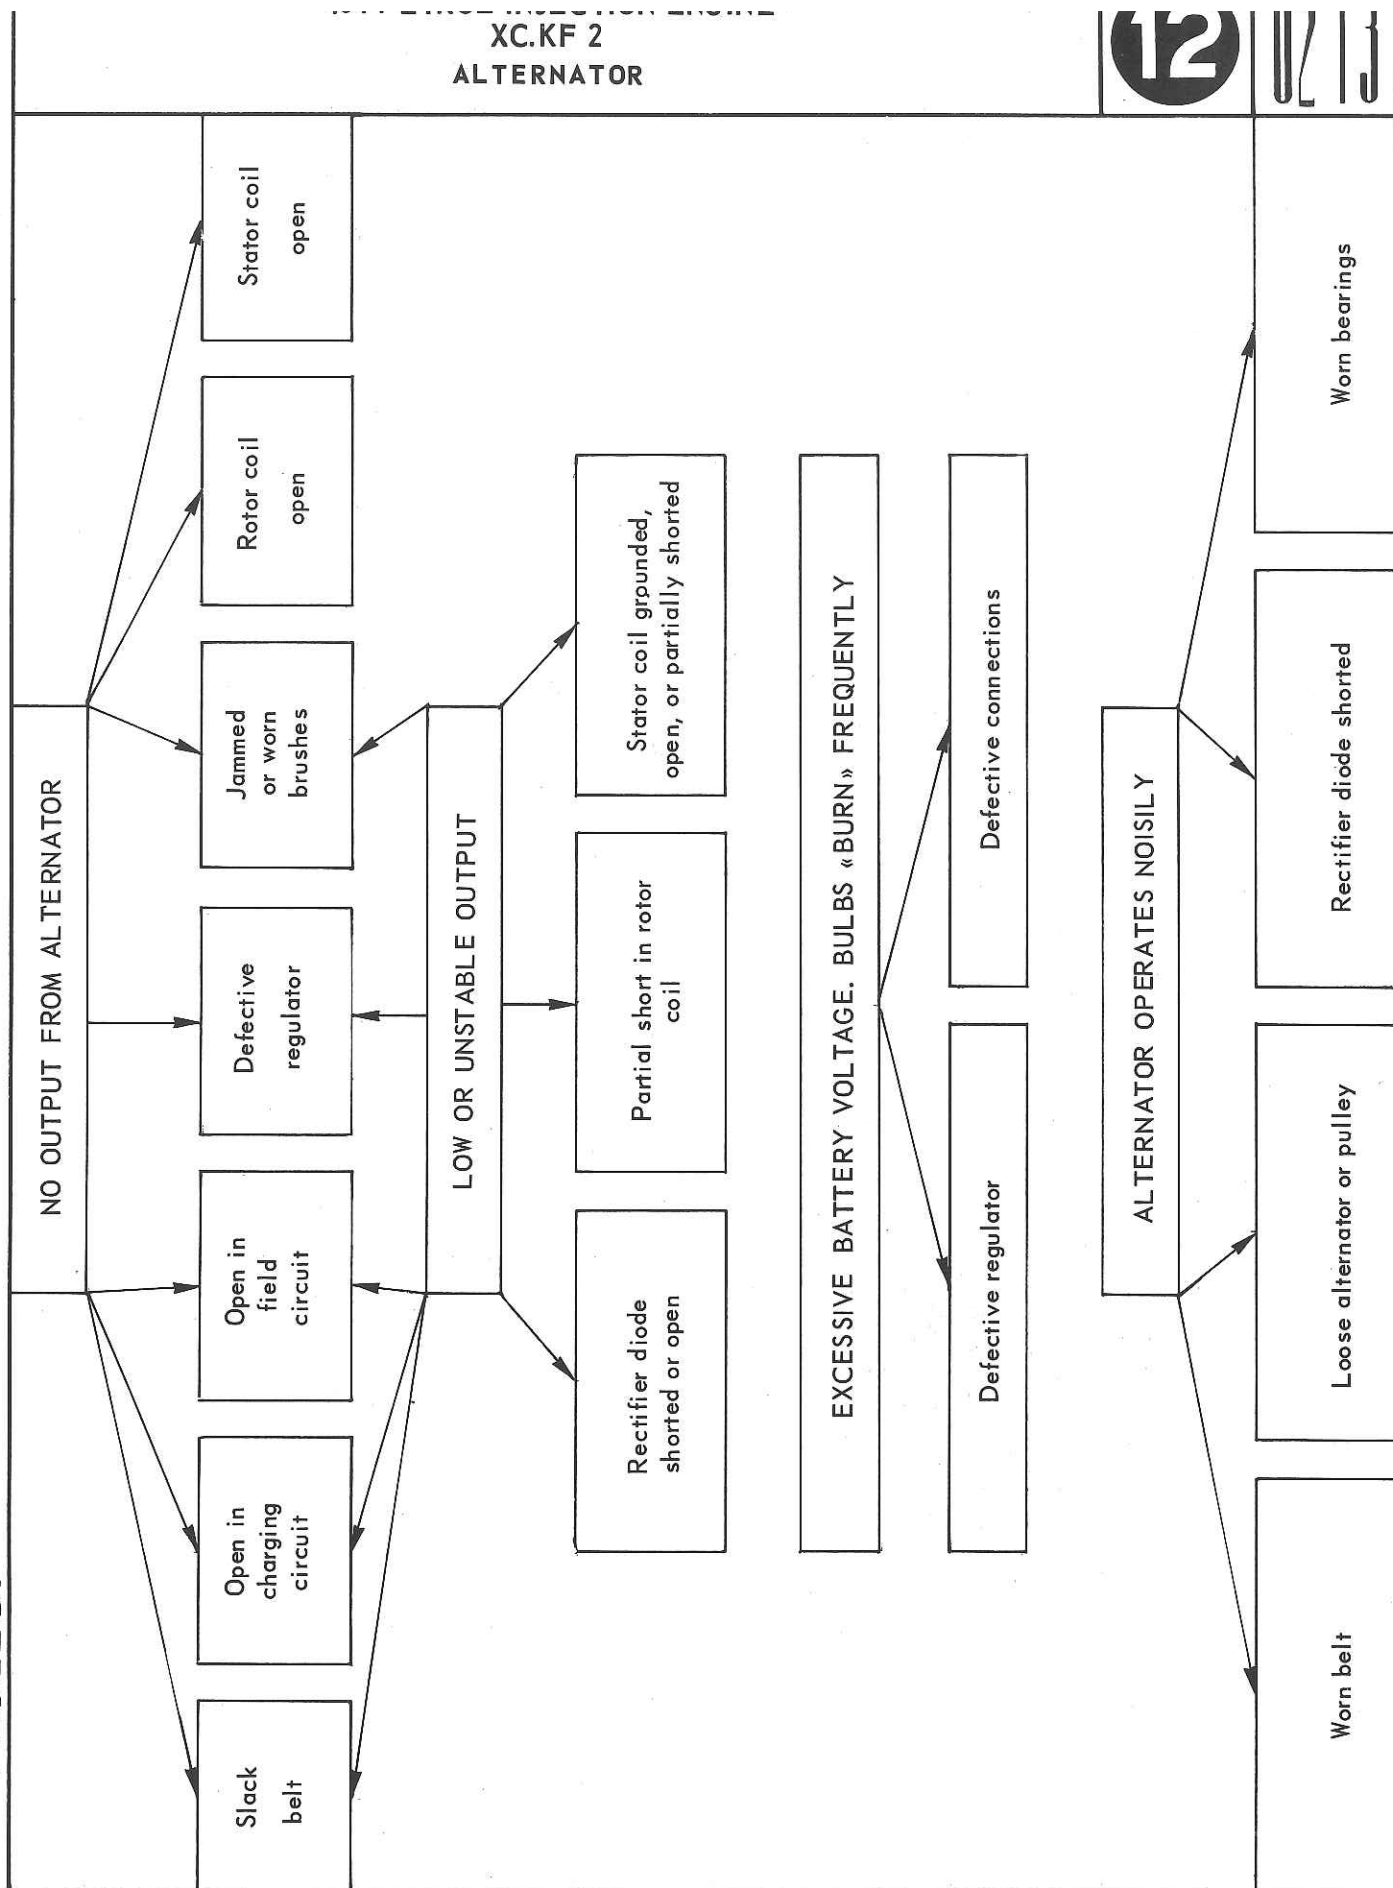 XC.KF 2
ALTERNATOR
12
NO OUTPUT FROM ALTERNATOR
Slack
belt
Open in
charging
circuit
Open in
field
circuit
Defective
regulator
Jammed
or worn
brushes
Rotor coil
open
Stator coil
open
LOW OR UNSTABLE OUTPUT
Rectifier diode
shorted or open
Partial short in rotor
coil
Stator coil grounded,
open, or partially shorted
EXCESSIVE BATTERY VOLTAGE. BULBS «BURN» FREQUENTLY
Defective regulator
Defective connections
ALTERNATOR OPERATES NOISILY
Worn belt
Loose alternator or pulley
Rectifier diode shorted
Worn bearings